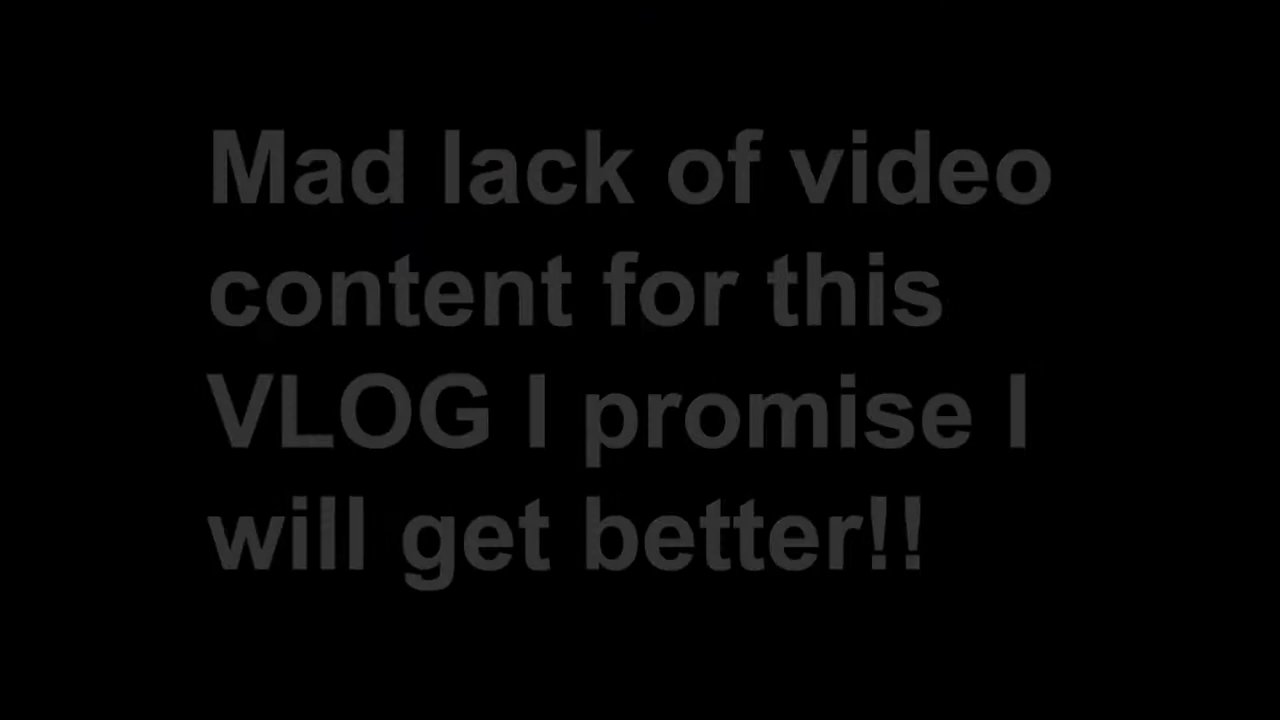 Mad lack of video
content for this
VLOG I promise I
will get better!!